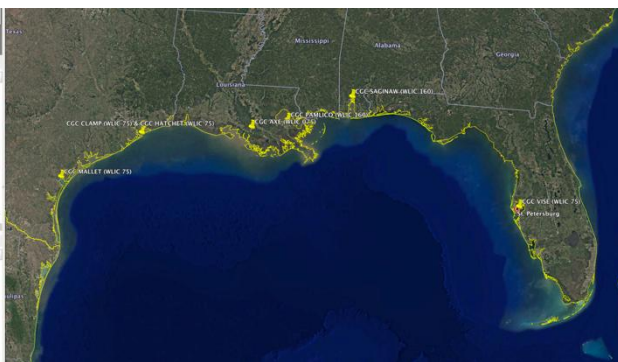 Texas
Mississippi
Alabama
Georgia
Louisiana
CGC SAGINAW (WLIC 160)
CGC CLAMP (WLIC 75) & CGC HATCHET (WLIC 75)
CGC PAMLICO (WLIC 160)
CGC AXE (WLIC
CGC MALLET (WLIC 75)
CGC VISE (WLIC 75)
St. Petersburg